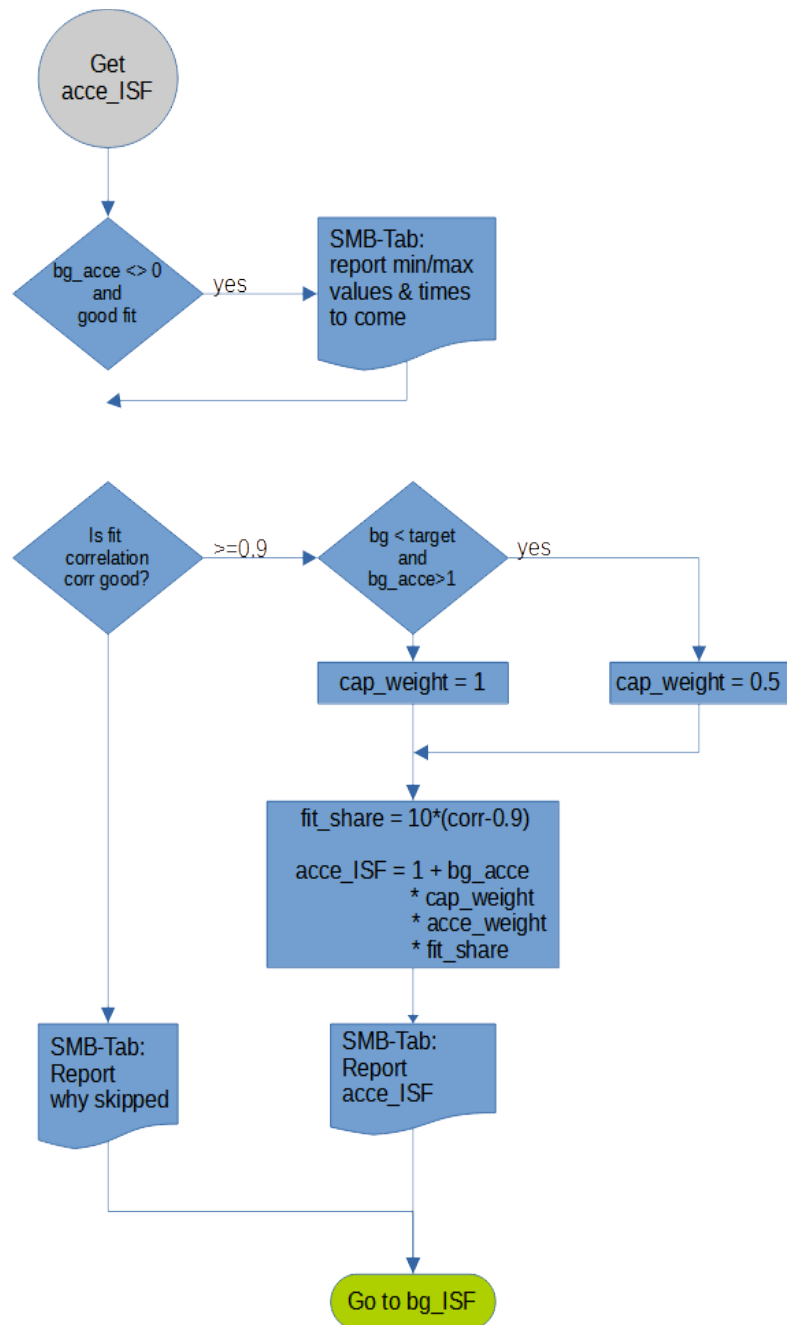 Get
acce_ISF
bg_acce <> 0
and
good fit
yes
SMB-Tab:
report min/max
values & times
to come
Is fit
correlation
corr good?
>=0.9
bg < target
and
bg_acce>1
yes
cap_weight = 1
cap_weight = 0.5
fit_share = 10*(corr-0.9)
acce_ISF = 1 + bg_acce
* cap_weight
* acce_weight
* fit_share
SMB-Tab:
Report
why skipped
SMB-Tab:
Report
acce_ISF
Go to bg_ISF